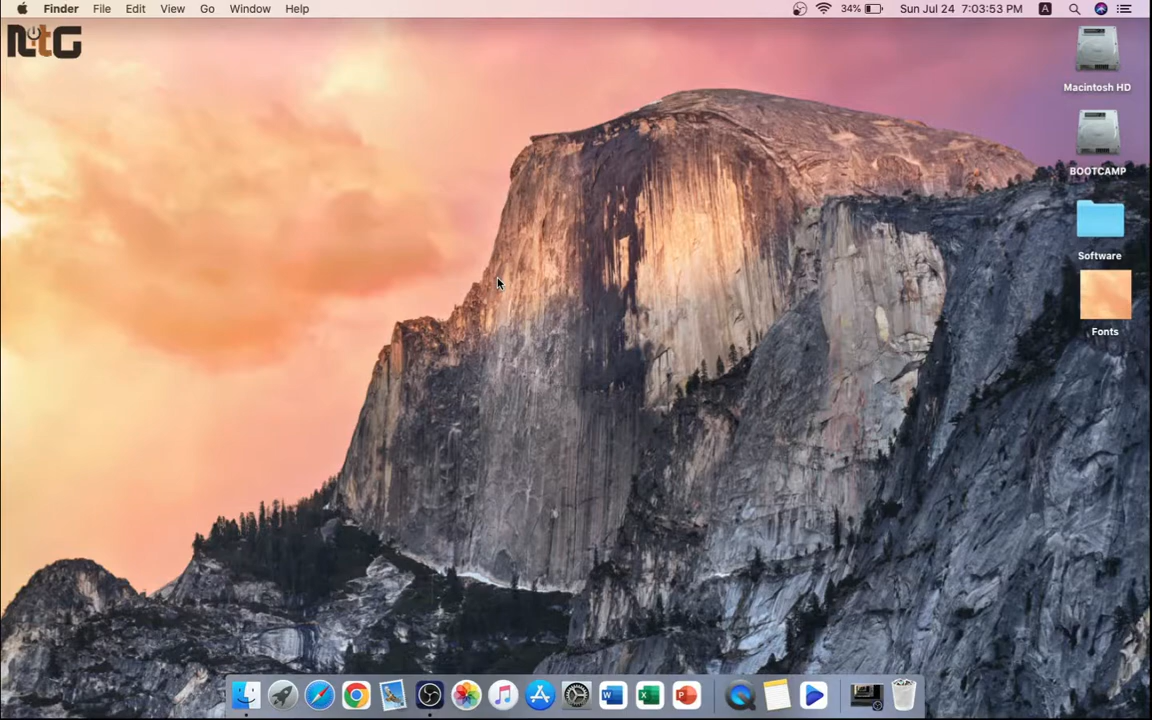 Finder File Edit View Go Window Help 34% Sun Jul 24 7:03:53 PM A
NtG
Macintosh HD
BOOTCAMP
Software
Fonts
W X P